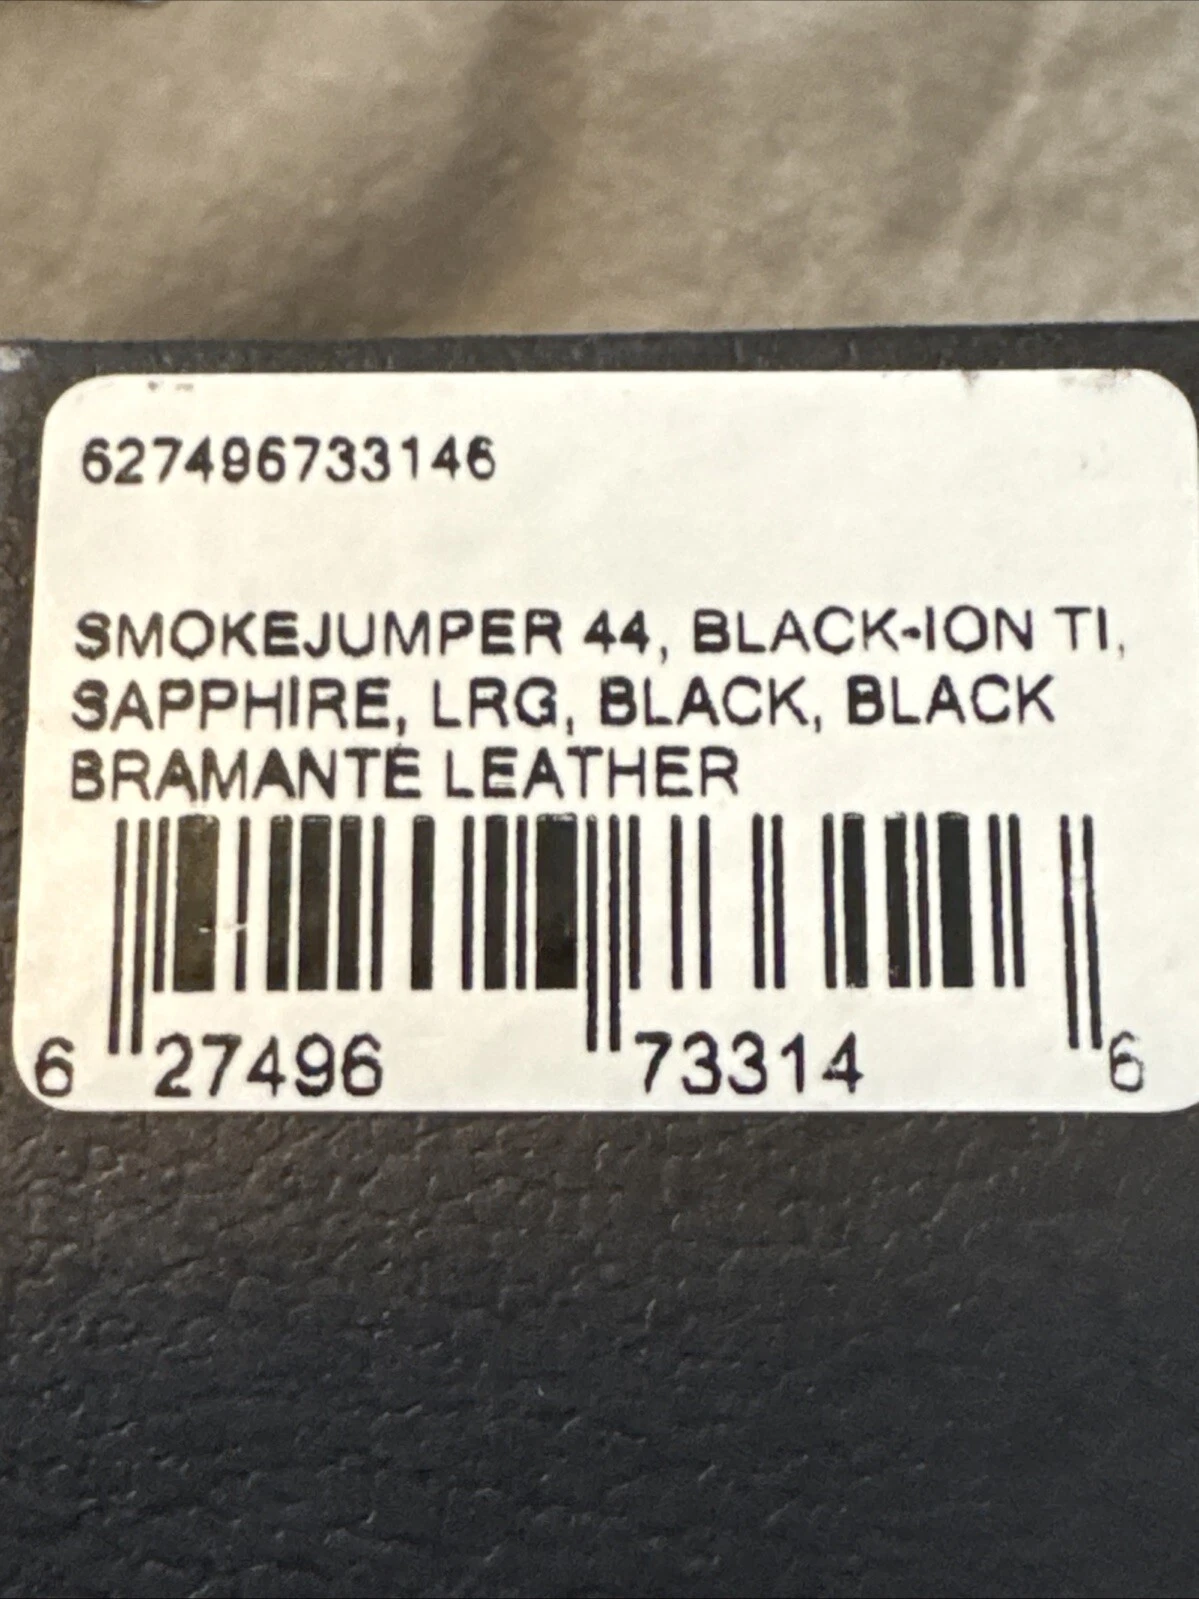 627496733146
SMOKEJUMPER 44, BLACK-ION TI,
SAPPHIRE, LRG, BLACK, BLACK
BRAMANTE LEATHER
6 27496 73314 6